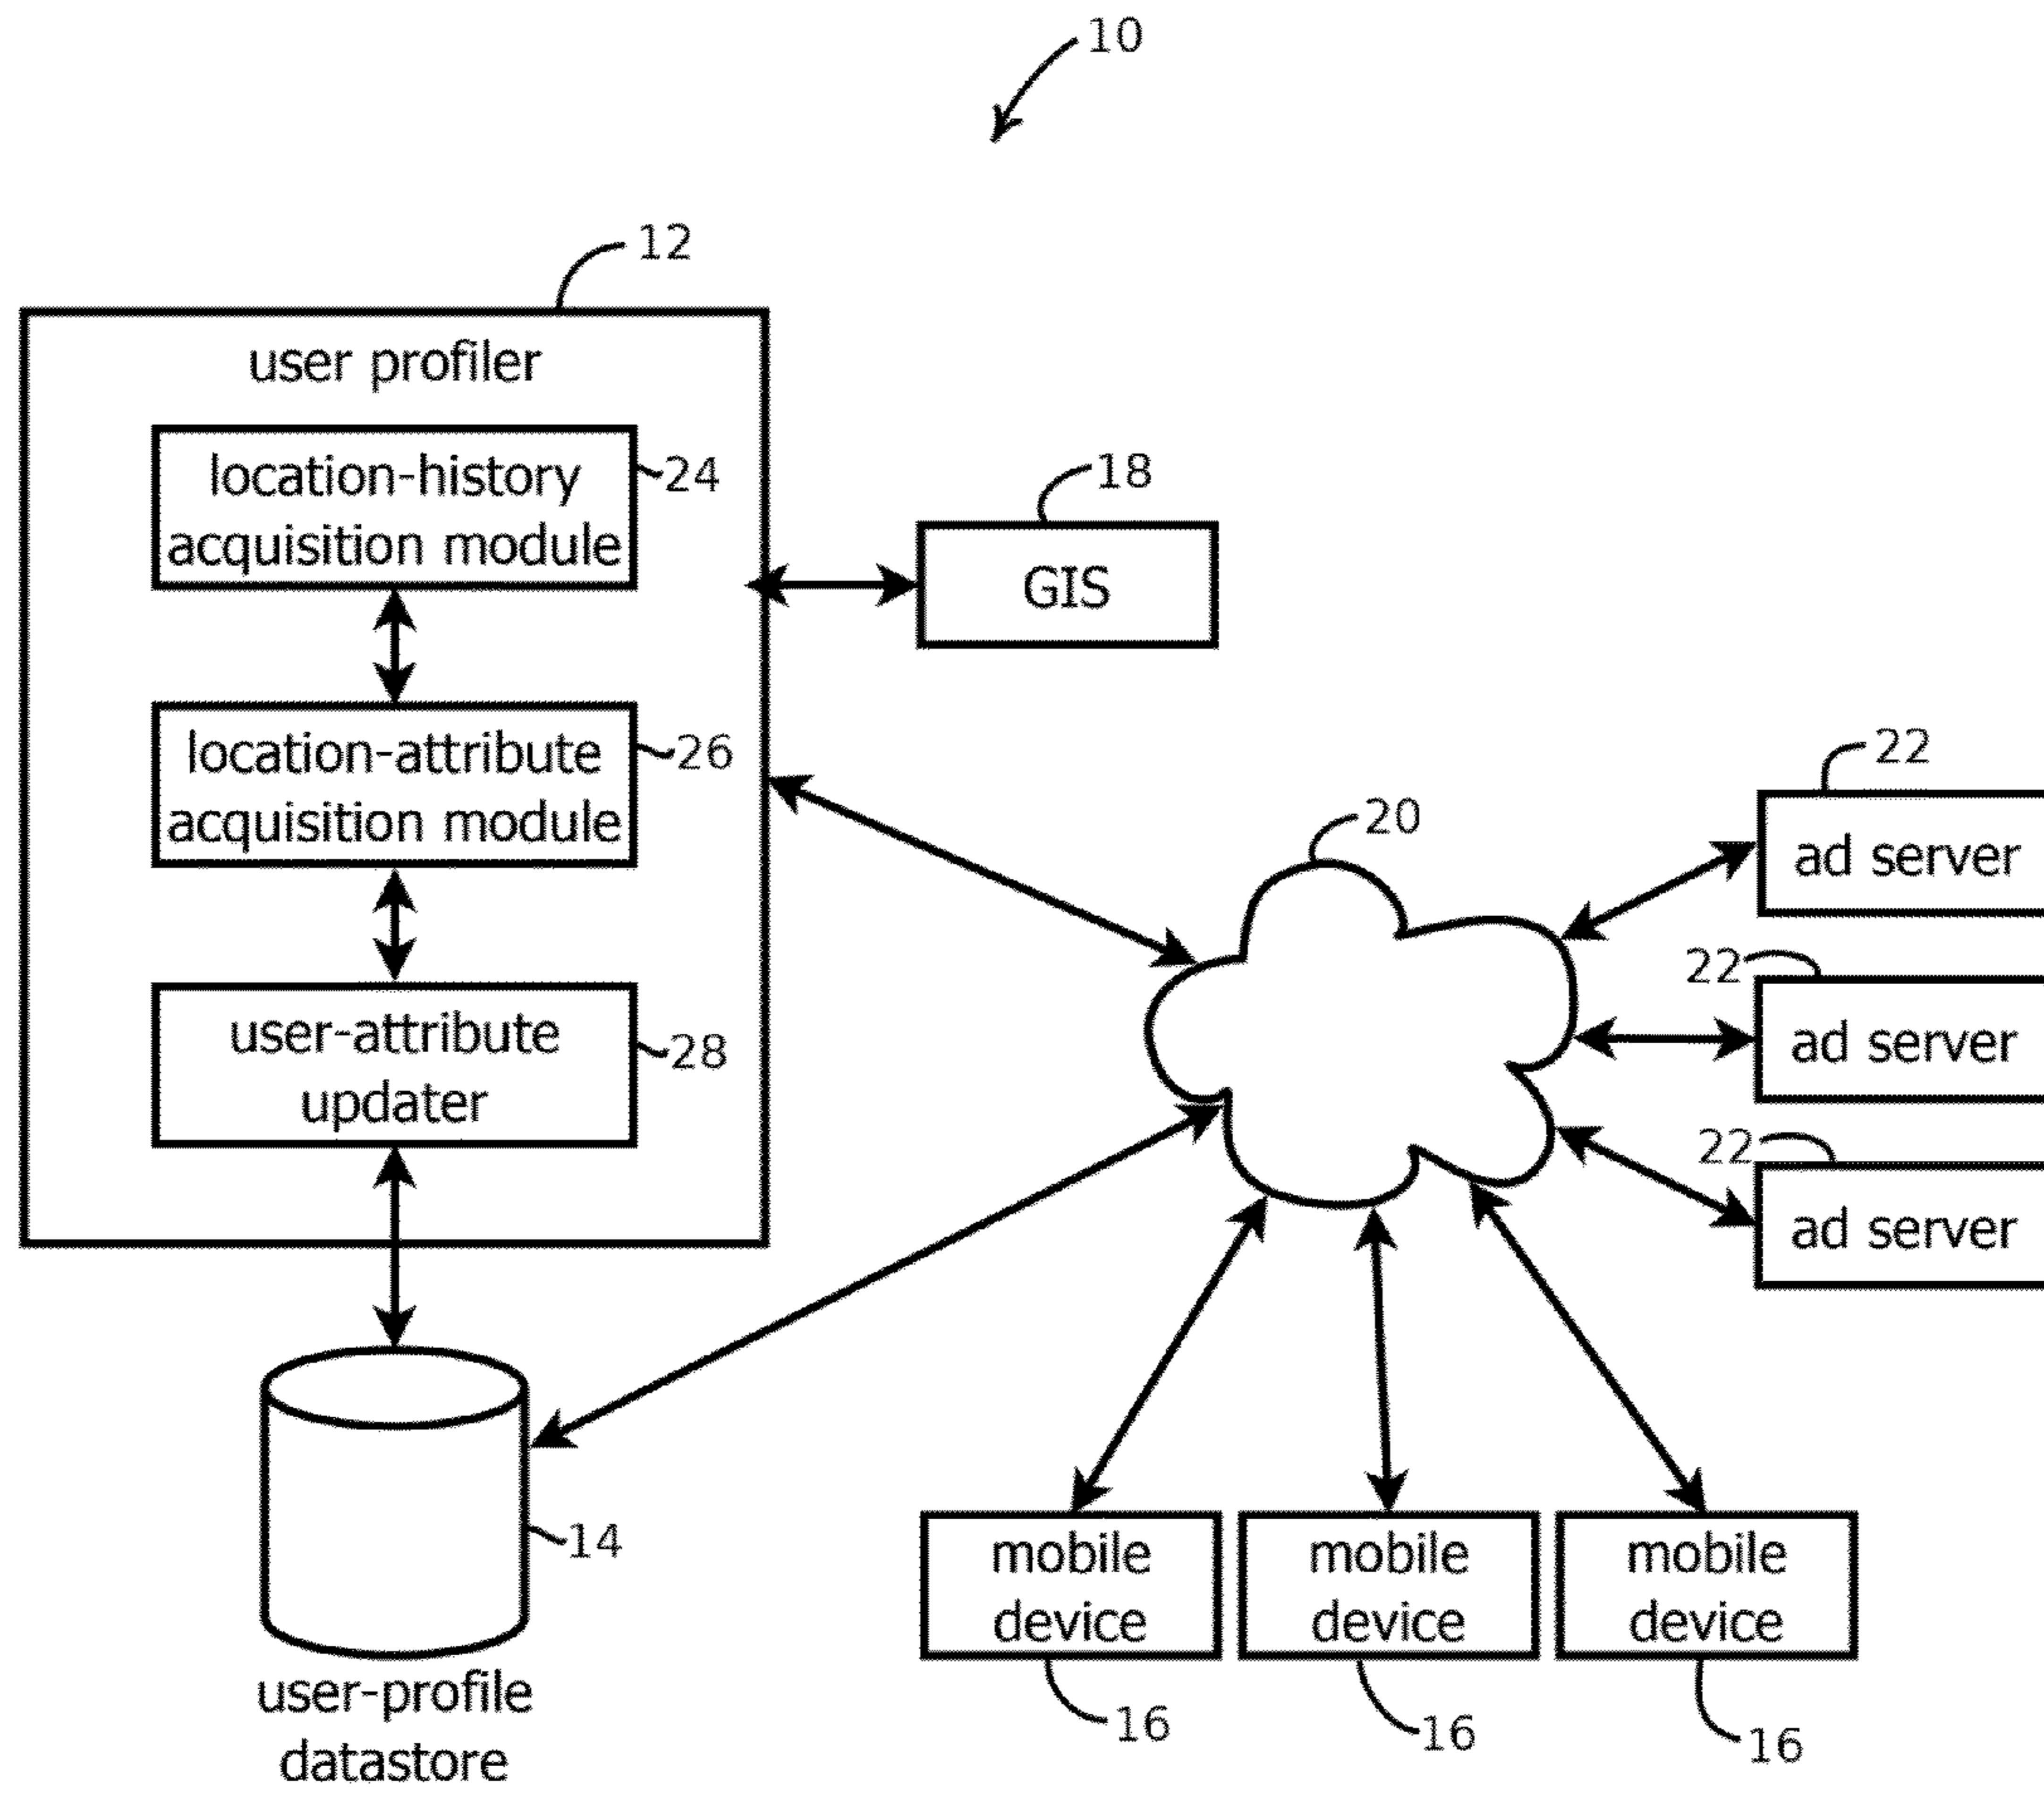 10
12
user profiler
location-history
acquisition module
24
18
GIS
location-attribute
acquisition module
26
22
ad server
20
22
ad server
user-attribute
updater
28
22
ad server
14
mobile
device
mobile
device
mobile
device
user-profile
datastore
16
16
16